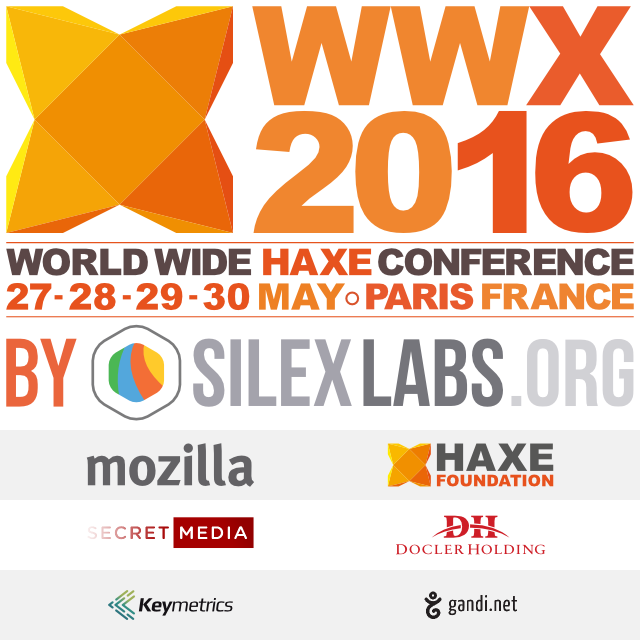 WWX
2016
WORLD WIDE HAXE CONFERENCE
27-28-29-30 MAY PARIS FRANCE
BY SILEXLABS.ORG
mozilla
HAXE
FOUNDATION
SECRET MEDIA
DH
DOCLER HOLDING
Keymetrics
gandi.net